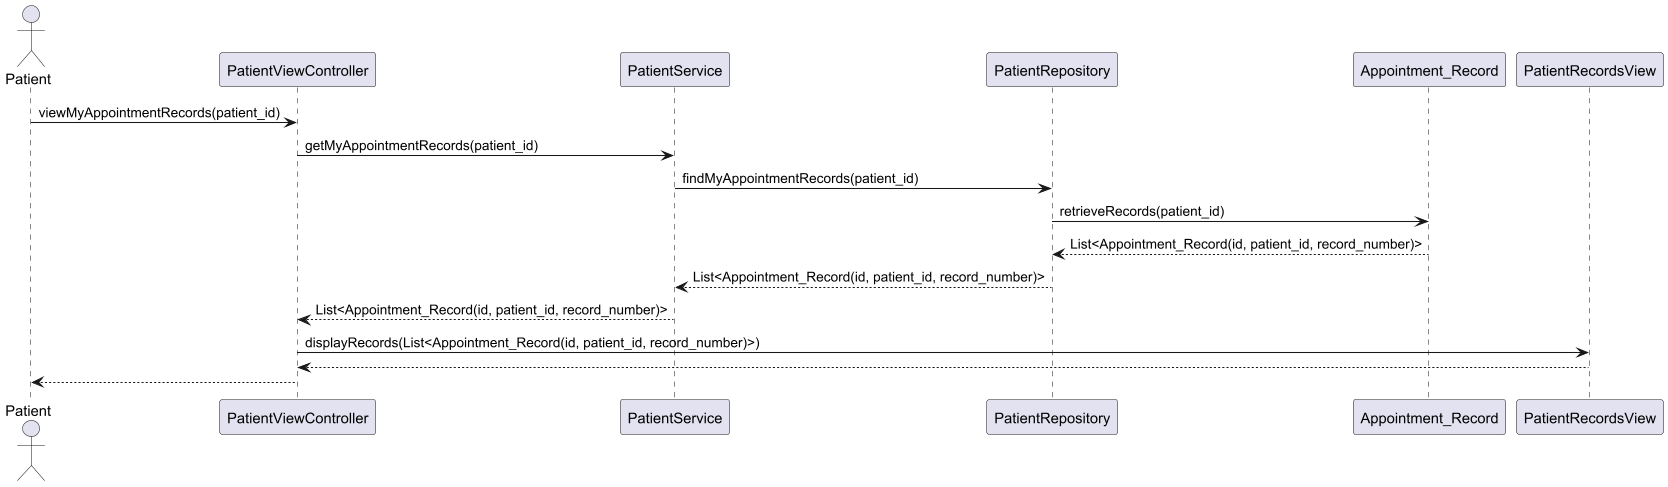 Patient
PatientViewController
PatientService
PatientRepository
Appointment_Record
PatientRecordsView
viewMyAppointmentRecords(patient_id)
getMyAppointmentRecords(patient_id)
findMyAppointmentRecords(patient_id)
retrieveRecords(patient_id)
List<Appointment_Record(id, patient_id, record_number)>
List<Appointment_Record(id, patient_id, record_number)>
List<Appointment_Record(id, patient_id, record_number)>
displayRecords(List<Appointment_Record(id, patient_id, record_number)>)
Patient
PatientViewController
PatientService
PatientRepository
Appointment_Record
PatientRecordsView